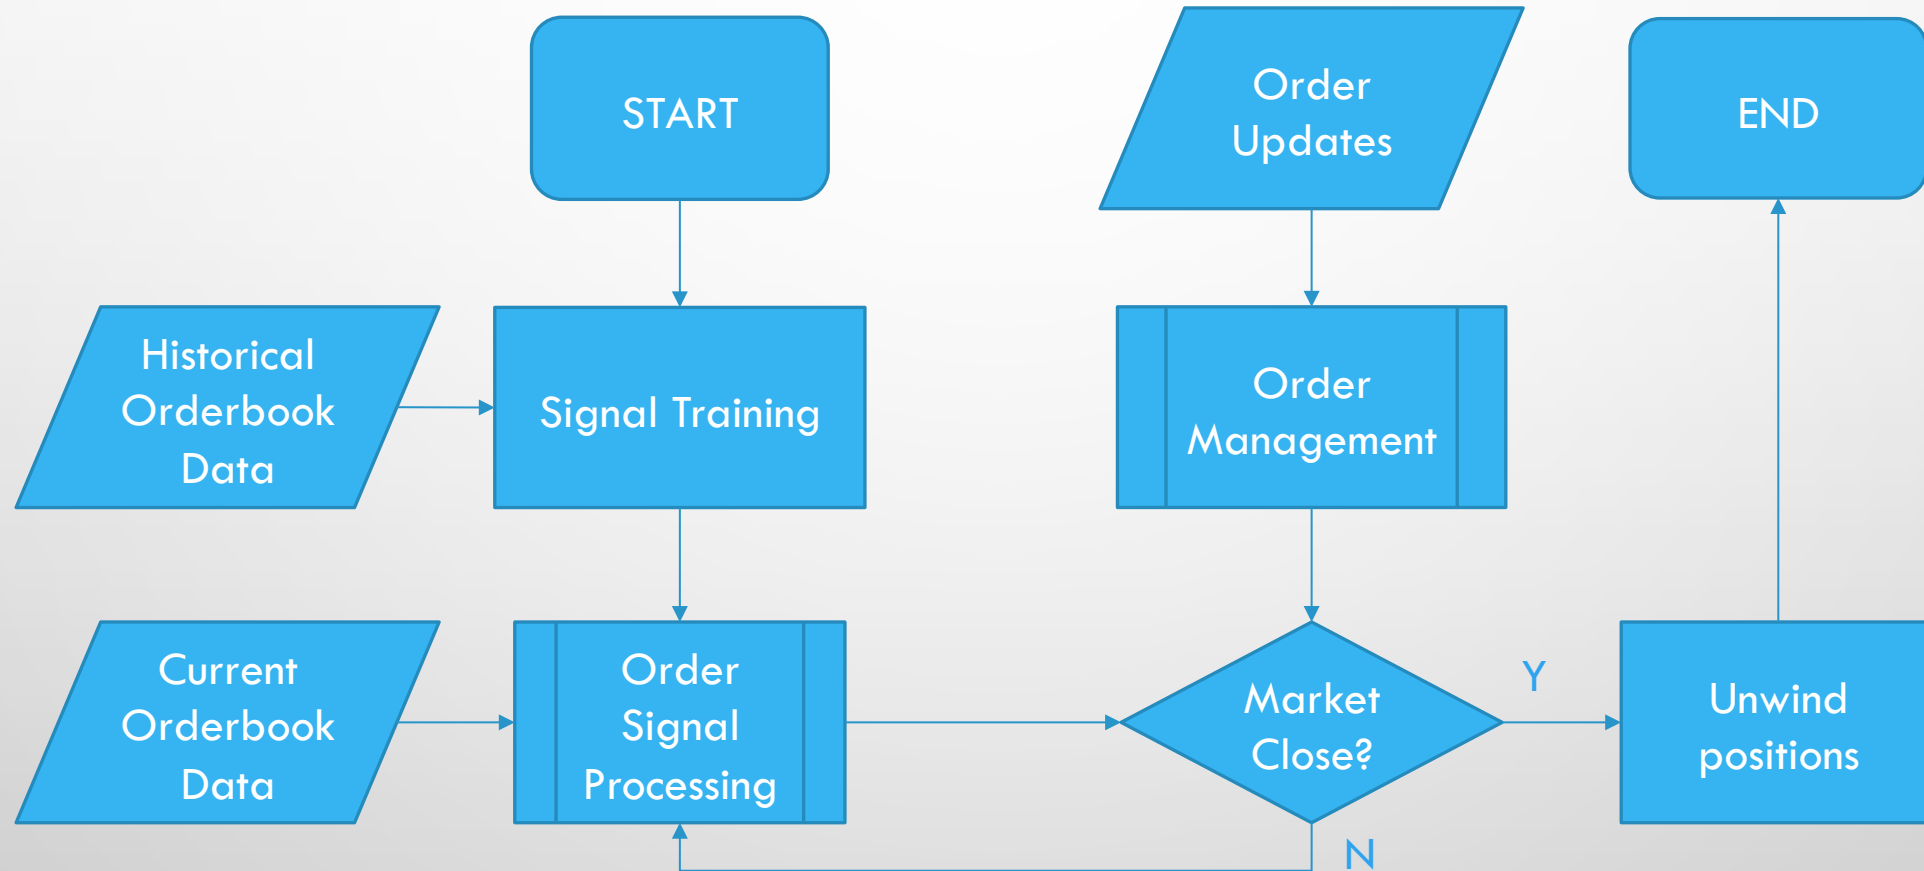 START
Order
Updates
END
Historical
Orderbook
Data
Signal Training
Order
Management
Current
Orderbook
Data
Order
Signal
Processing
Market
Close?
Y
Unwind
positions
N